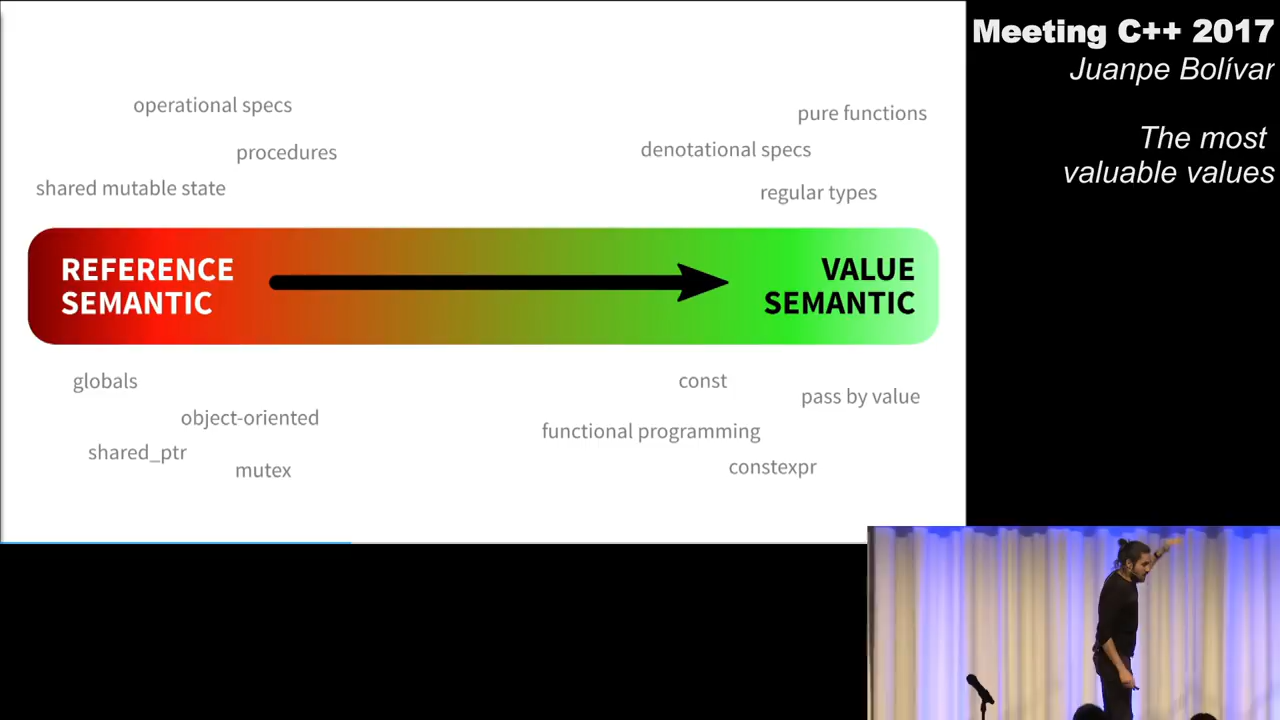 Meeting C++ 2017
Juanpe Bolívar
The most
valuable values
operational specs
procedures
shared mutable state
pure functions
denotational specs
regular types
REFERENCE
SEMANTIC
VALUE
SEMANTIC
globals
object-oriented
shared_ptr
mutex
const
pass by value
functional programming
constexpr